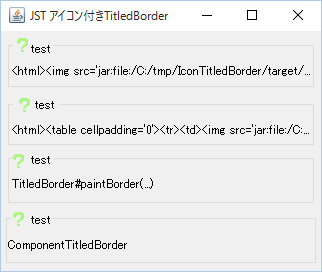 JST アイコン付きTitledBorder
test
<html><img src='jar:file:/C:/tmp/IconTitledBorder/target/...
test
<html><table cellpadding='0'><tr><td><img src='jar:file:/C:...
test
TitledBorder#paintBorder(...)
test
ComponentTitledBorder